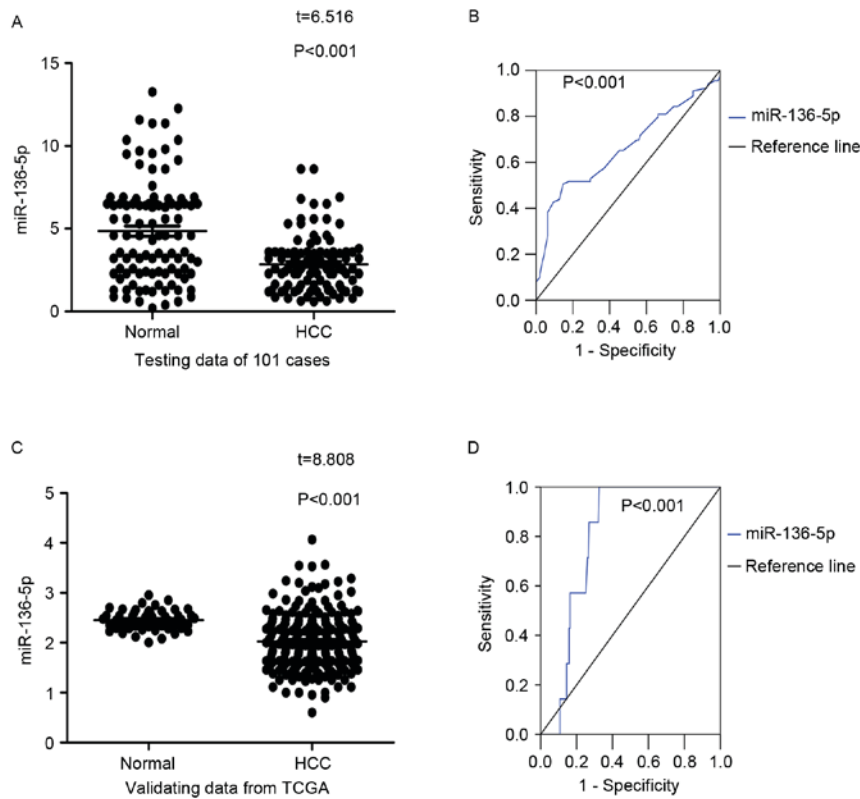 A
t=6.516
P<0.001
15
10
5
0
miR-136-5p
Normal
HCC
Testing data of 101 cases
B
P<0.001
1.0
0.8
0.6
0.4
0.2
0.0
Sensitivity
0.0 0.2 0.4 0.6 0.8 1.0
1 - Specificity
miR-136-5p
Reference line
C
t=8.808
P<0.001
5
4
3
2
1
0
miR-136-5p
Normal
HCC
Validating data from TCGA
D
P<0.001
1.0
0.8
0.6
0.4
0.2
0.0
Sensitivity
0.0 0.2 0.4 0.6 0.8 1.0
1 - Specificity
miR-136-5p
Reference line